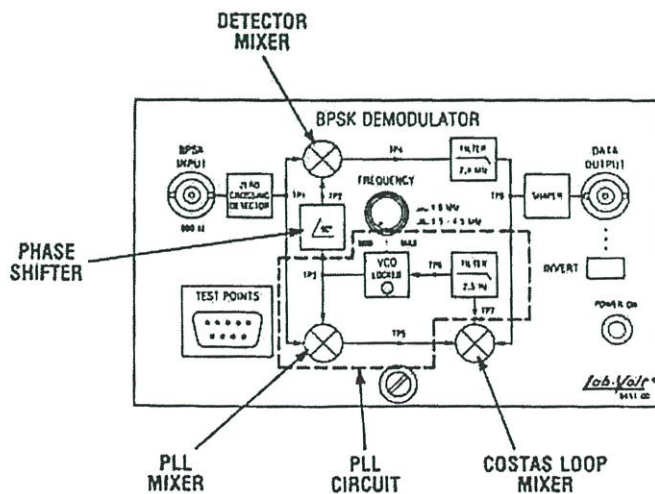 DETECTOR
MIXER
BPSK DEMODULATOR
BPSK
INPUT
ZERO
CROSSING
DETECTOR
TP1
TP2
TP4
FILTER
DATA
OUTPUT
FREQUENCY
SHAPER
PHASE
SHIFTER
MAX
VCO
LOCKED
TP3
TP6
FILTER
TP7
INVERT
TEST POINTS
TP5
POWER ON
Lab-Volt
PLL
MIXER
PLL
CIRCUIT
COSTAS LOOP
MIXER